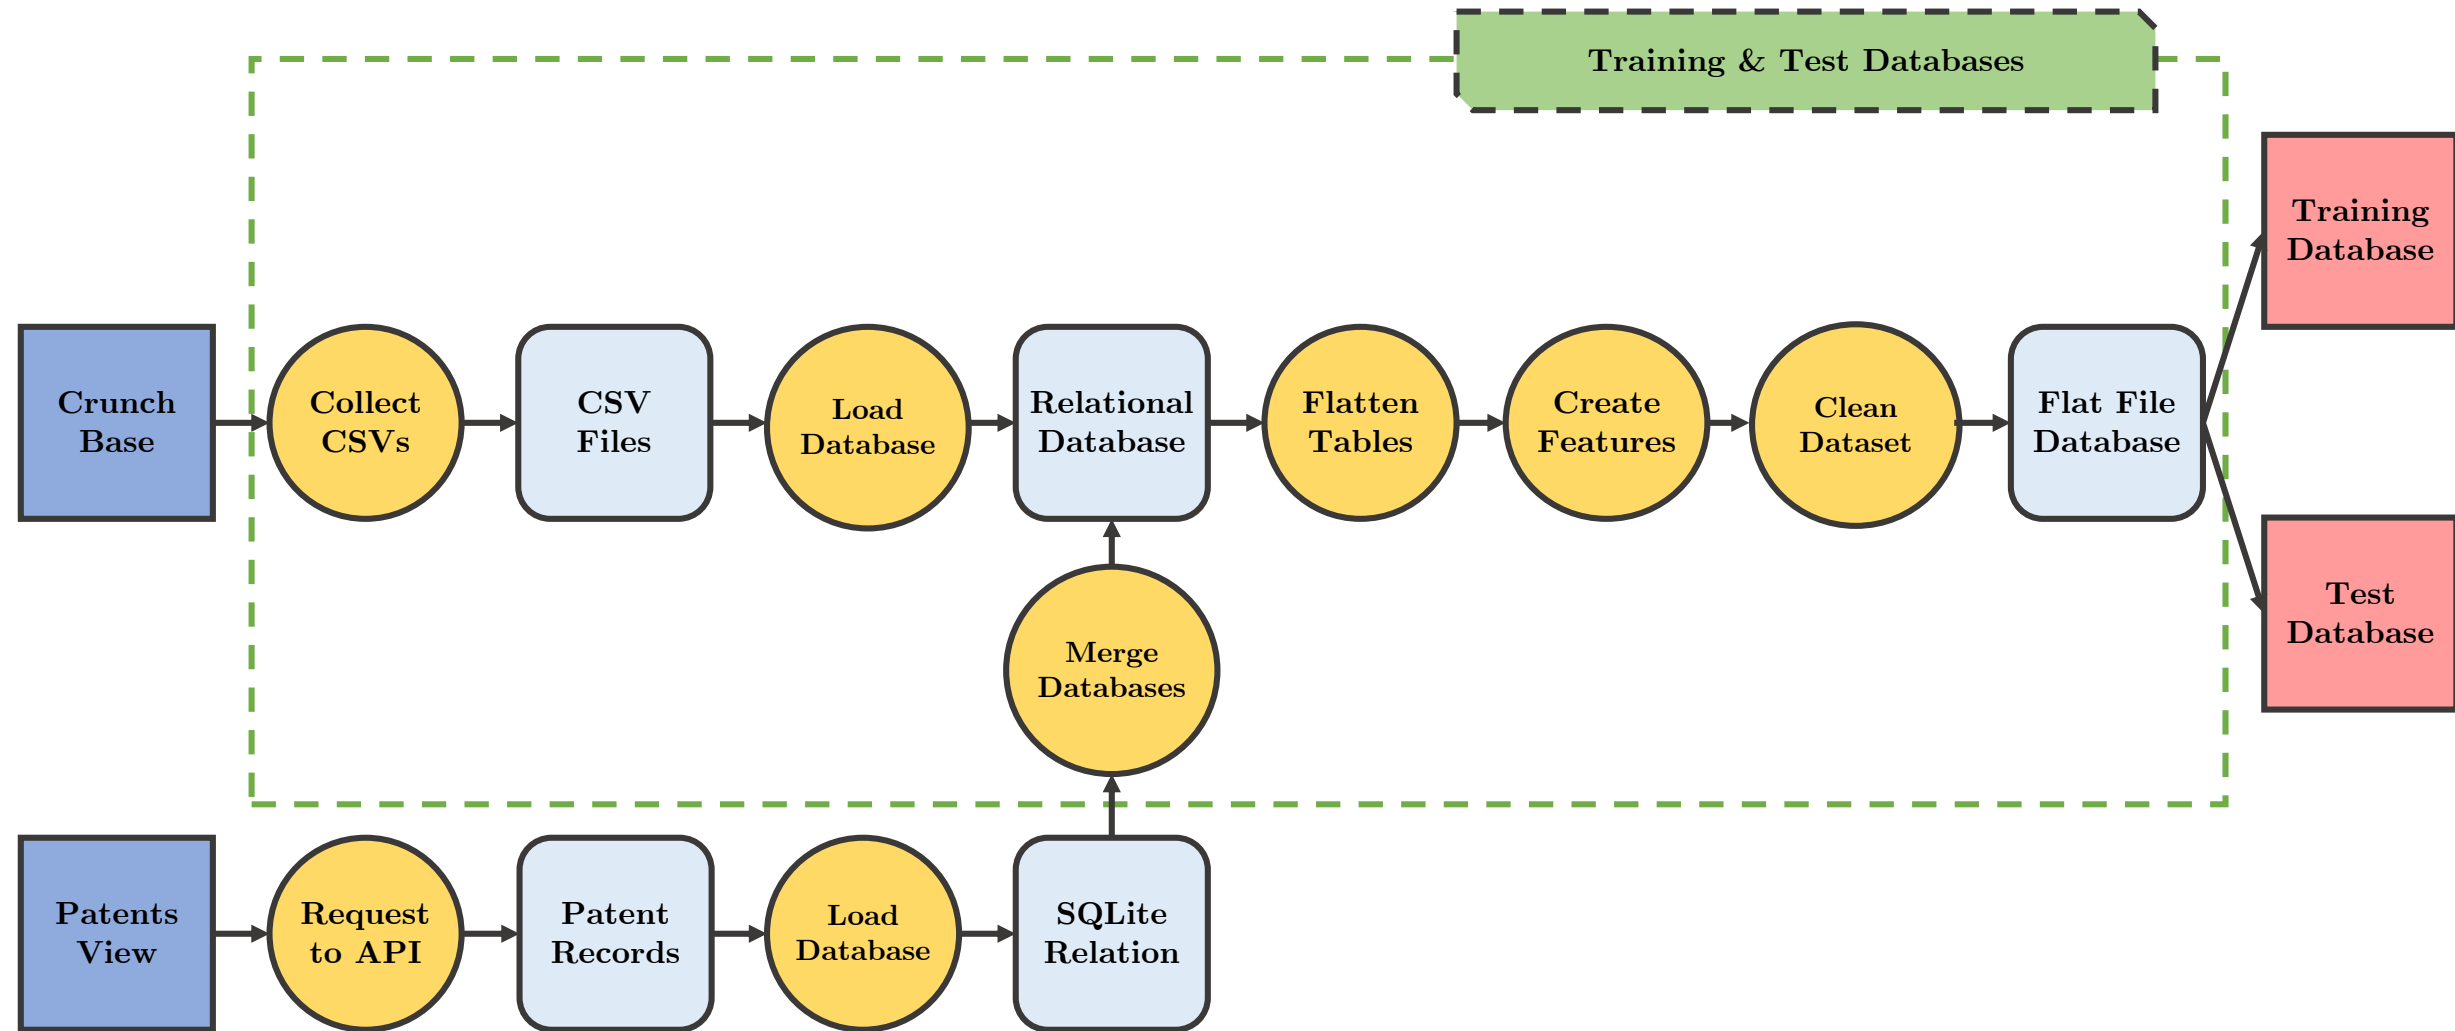 Training & Test Databases
Training
Database
Crunch
Base
Collect
CSVs
CSV
Files
Load
Database
Relational
Database
Flatten
Tables
Create
Features
Clean
Dataset
Flat File
Database
Test
Database
Merge
Databases
Patents
View
Request
to API
Patent
Records
Load
Database
SQLite
Relation